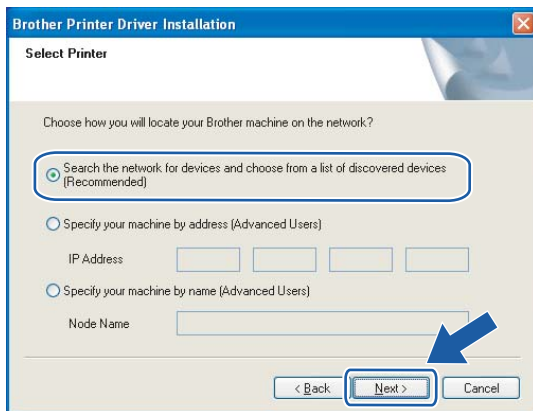 Brother Printer Driver Installation
Select Printer
Choose how you will locate your Brother machine on the network?
Search the network for devices and choose from a list of discovered devices
(Recommended)
Specify your machine by address (Advanced Users)
IP Address
Specify your machine by name (Advanced Users)
Node Name
< Back
Next >
Cancel